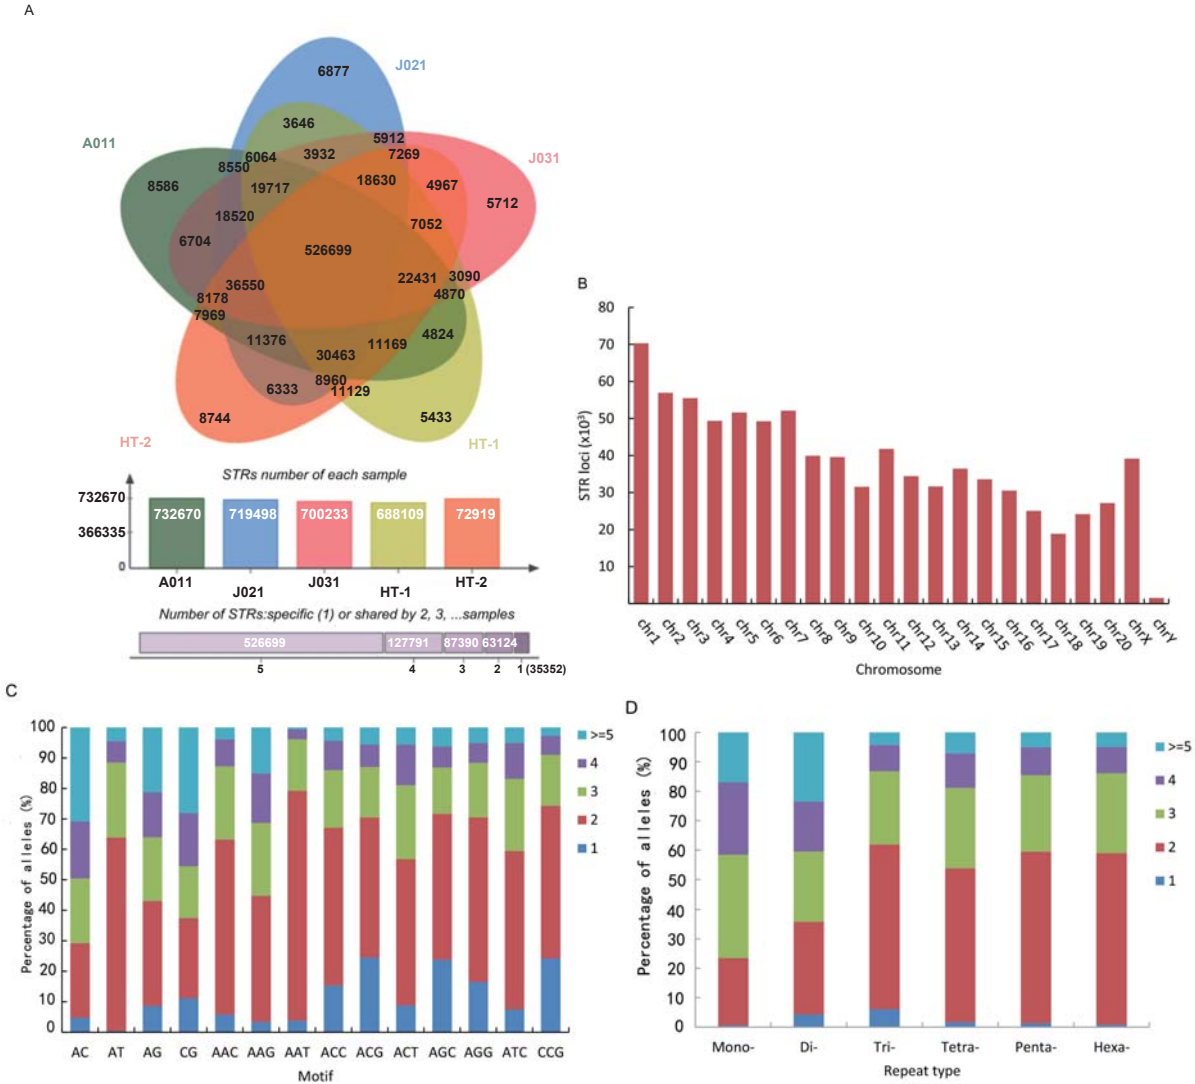 A
6877
J021
3646
5912
A011
6064
3932
7269
J031
8550
8586
19717
18630
4967
5712
18520
7052
6704
526699
36550
22431
3090
8178
4870
7969
11376
11169
4824
30463
8960
6333
11129
8744
5433
HT-2
HT-1
STRs number of each sample
732670
366335
0
732670
719498
700233
688109
72919
A011
J021
J031
HT-1
HT-2
Number of STRs:specific (1) or shared by 2, 3, ...samples
526699
127791
87390
63124
5
4
3
2
1 (35352)
B
80
70
60
50
40
30
20
10
STR loci (x10³)
chr1
chr2
chr3
chr4
chr5
chr6
chr7
chr8
chr9
chr10
chr11
chr12
chr13
chr14
chr15
chr16
chr17
chr18
chr19
chr20
chrX
chrY
Chromosome
C
100
90
80
70
60
50
40
30
20
10
0
Percentage of alleles (%)
>=5
4
3
2
1
AC
AT
AG
CG
AAC
AAG
AAT
ACC
ACG
ACT
AGC
AGG
ATC
CCG
Motif
D
100
90
80
70
60
50
40
30
20
10
0
Percentage of alleles (%)
>=5
4
3
2
1
Mono-
Di-
Tri-
Tetra-
Penta-
Hexa-
Repeat type